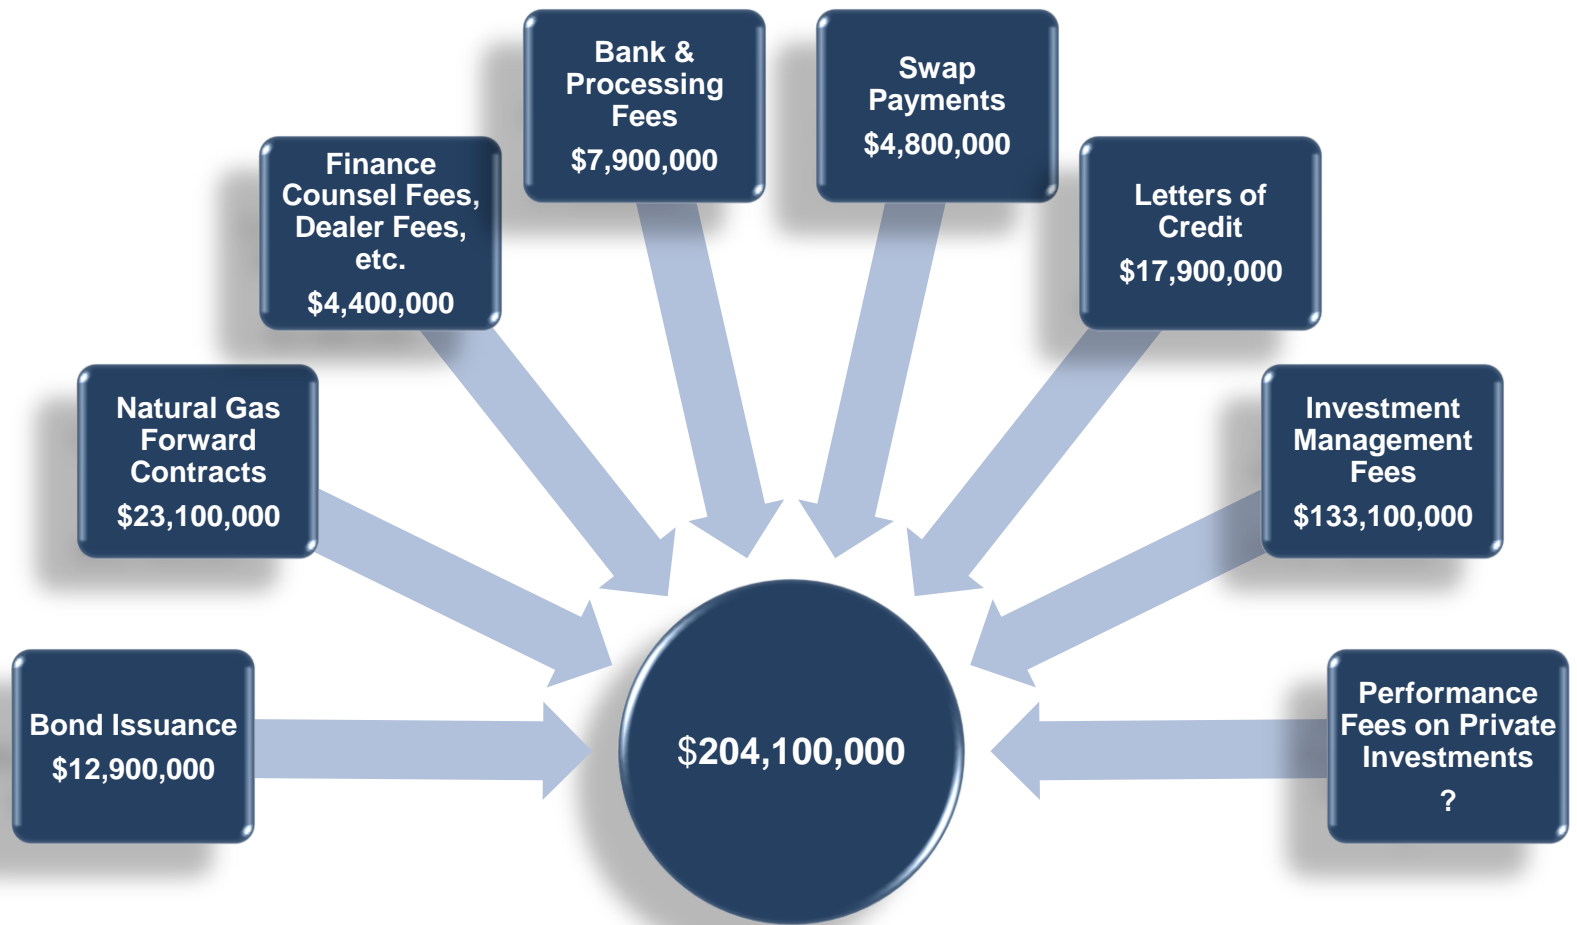 Bank &
Processing
Fees
$7,900,000
Swap
Payments
$4,800,000
Finance
Counsel Fees,
Dealer Fees,
etc.
$4,400,000
Letters of
Credit
$17,900,000
Natural Gas
Forward
Contracts
$23,100,000
Investment
Management
Fees
$133,100,000
Bond Issuance
$12,900,000
$204,100,000
Performance
Fees on Private
Investments
?